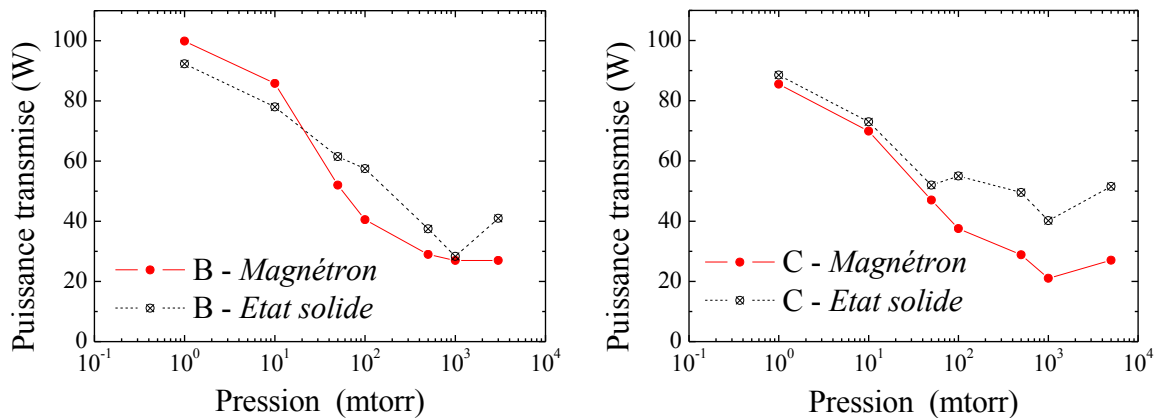 Puissance transmise (W)
100
80
60
40
20
0
B - Magnétron
B - Etat solide
10⁻¹ 10⁰ 10¹ 10² 10³ 10⁴
Pression (mtorr)
Puissance transmise (W)
100
80
60
40
20
0
C - Magnétron
C - Etat solide
10⁻¹ 10⁰ 10¹ 10² 10³ 10⁴
Pression (mtorr)